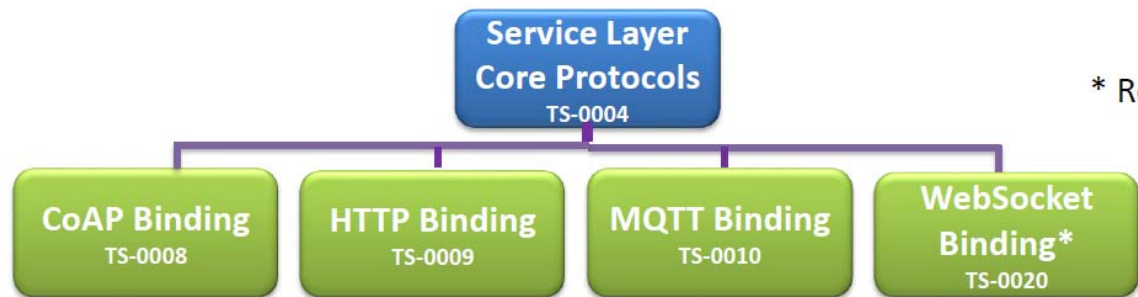 Service Layer
Core Protocols
TS-0004
*
CoAP Binding
TS-0008
HTTP Binding
TS-0009
MQTT Binding
TS-0010
WebSocket
Binding*
TS-0020